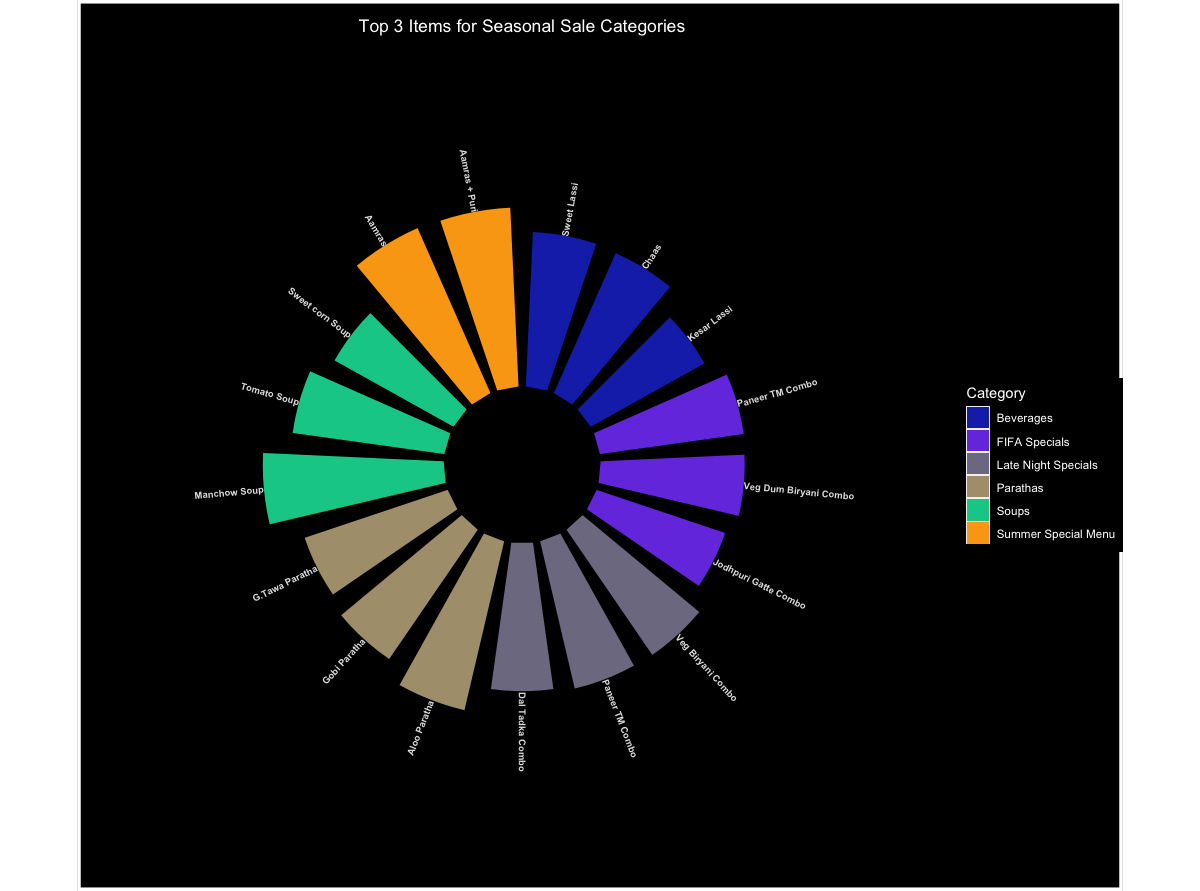 Top 3 Items for Seasonal Sale Categories
Sweet Lassi
Chaas
Kesar Lassi
Paneer TM Combo
Veg Dum Biryani Combo
Jodhpuri Gatte Combo
Veg Biryani Combo
Paneer TM Combo
Dal Tadka Combo
Aloo Paratha
Gobi Paratha
G.Tawa Paratha
Manchow Soup
Tomato Soup
Sweet corn Soup
Aamras
Aamras + Puri
Category
Beverages
FIFA Specials
Late Night Specials
Parathas
Soups
Summer Special Menu